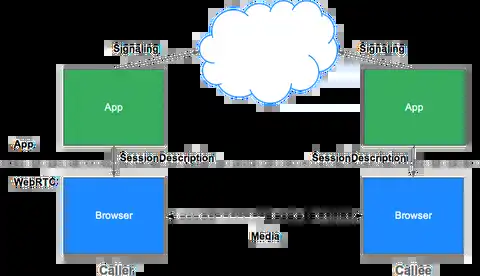 Signaling
Signaling
App
App
App
SessionDescription
SessionDescription
WebRTC
Browser
Browser
Media
Caller
Callee